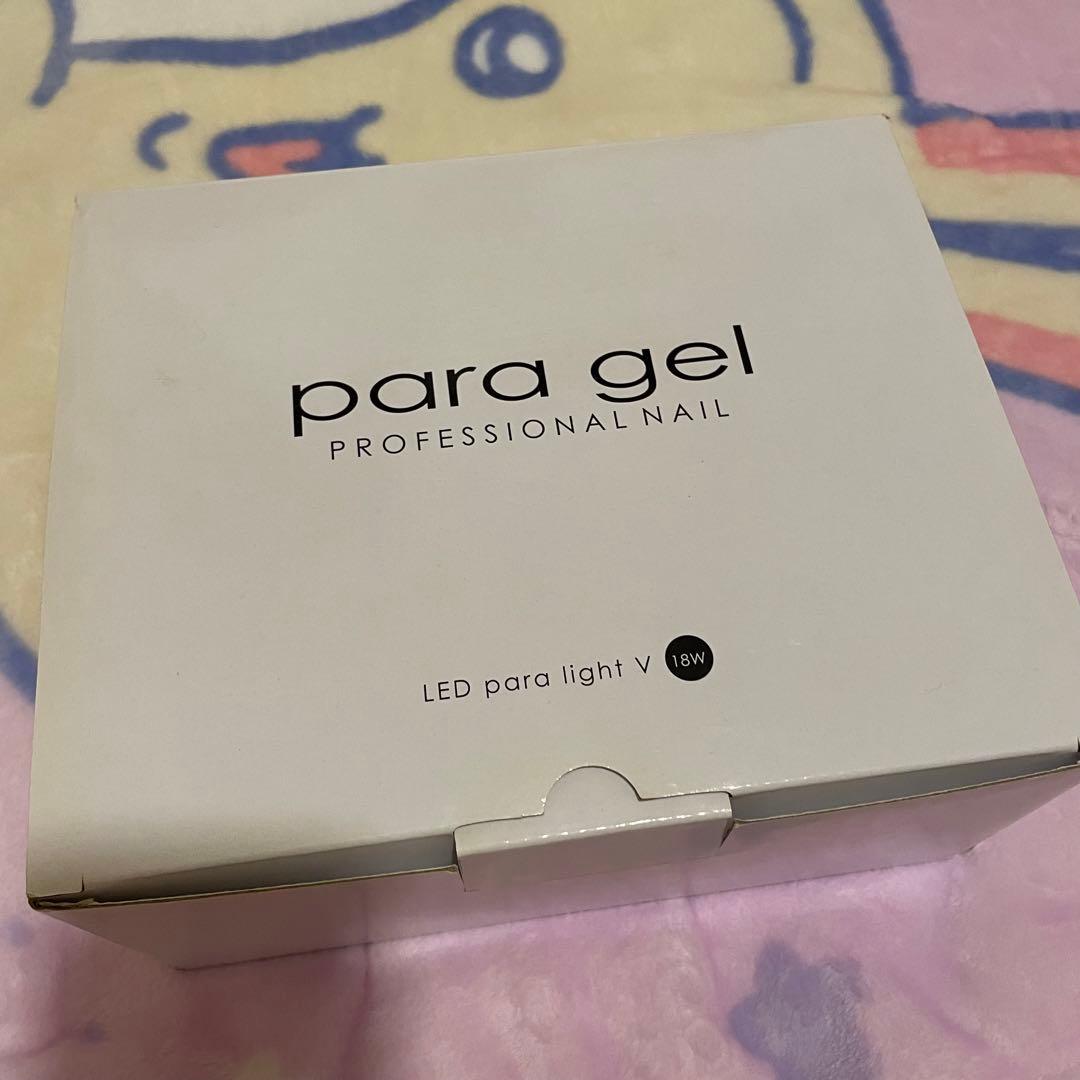 para gel
PROFESSIONAL NAIL
LED para light V 18W